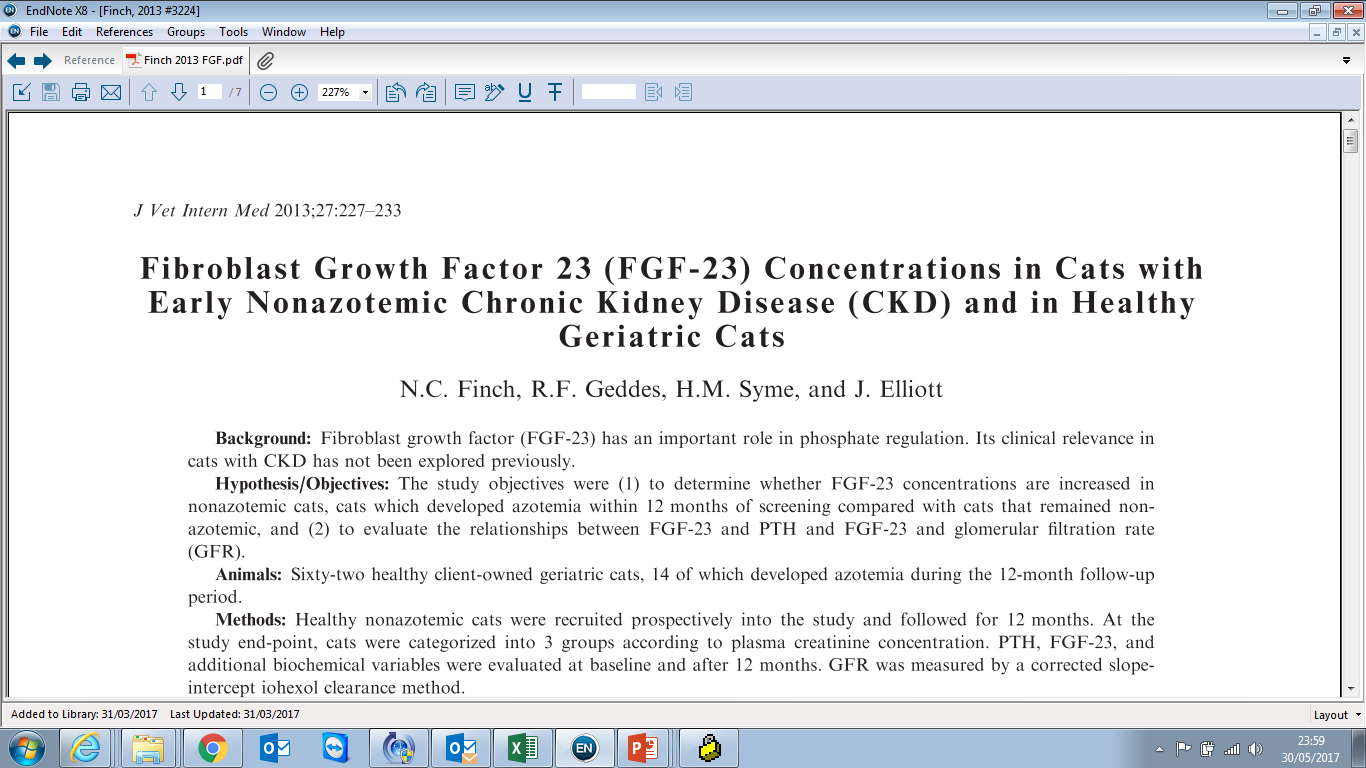 EndNote X8 - [Finch, 2013 #3224]
File Edit References Groups Tools Window Help
Reference Finch 2013 FGF.pdf
1 / 7 227%
J Vet Intern Med 2013;27:227–233
Fibroblast Growth Factor 23 (FGF-23) Concentrations in Cats with
Early Nonazotemic Chronic Kidney Disease (CKD) and in Healthy
Geriatric Cats
N.C. Finch, R.F. Geddes, H.M. Syme, and J. Elliott
Background: Fibroblast growth factor (FGF-23) has an important role in phosphate regulation. Its clinical relevance in
cats with CKD has not been explored previously.
Hypothesis/Objectives: The study objectives were (1) to determine whether FGF-23 concentrations are increased in
nonazotemic cats, cats which developed azotemia within 12 months of screening compared with cats that remained non-
azotemic, and (2) to evaluate the relationships between FGF-23 and PTH and FGF-23 and glomerular filtration rate
(GFR).
Animals: Sixty-two healthy client-owned geriatric cats, 14 of which developed azotemia during the 12-month follow-up
period.
Methods: Healthy nonazotemic cats were recruited prospectively into the study and followed for 12 months. At the
study end-point, cats were categorized into 3 groups according to plasma creatinine concentration. PTH, FGF-23, and
additional biochemical variables were evaluated at baseline and after 12 months. GFR was measured by a corrected slope-
intercept iohexol clearance method.
Added to Library: 31/03/2017 Last Updated: 31/03/2017 Layout
EN
23:59
30/05/2017